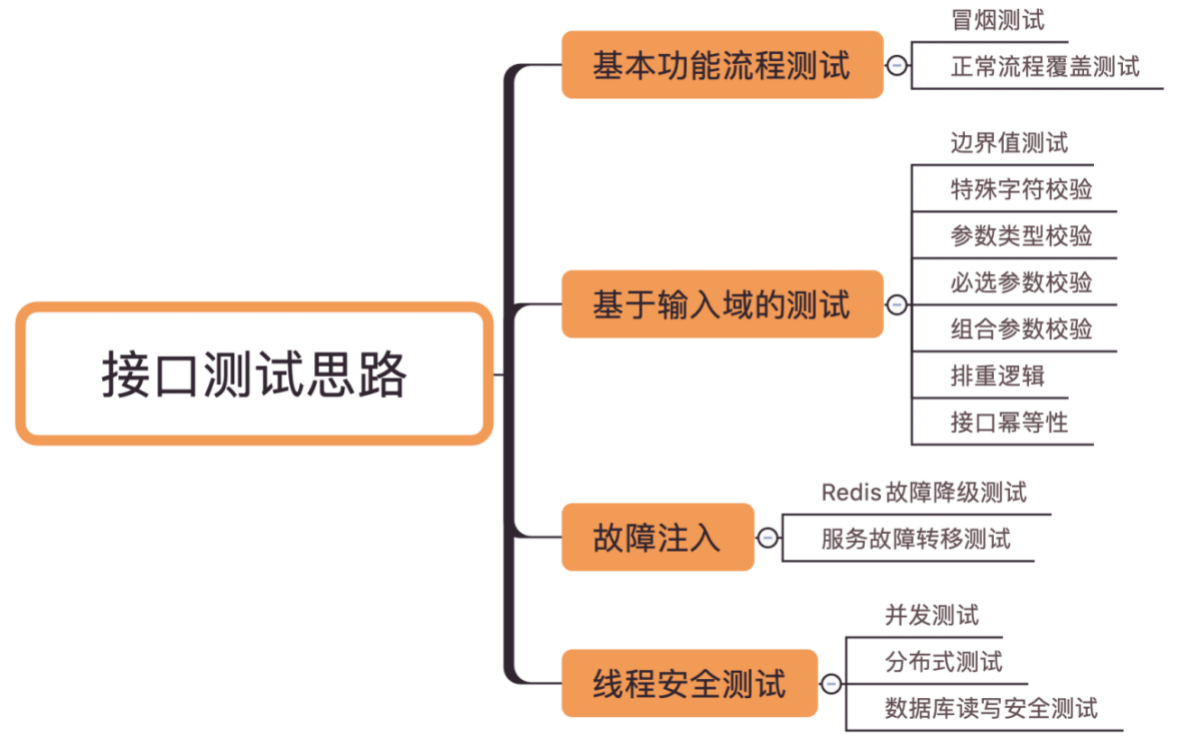 接口测试思路
基本功能流程测试
冒烟测试
正常流程覆盖测试
基于输入域的测试
边界值测试
特殊字符校验
参数类型校验
必选参数校验
组合参数校验
排重逻辑
接口幂等性
故障注入
Redis故障降级测试
服务故障转移测试
线程安全测试
并发测试
分布式测试
数据库读写安全测试